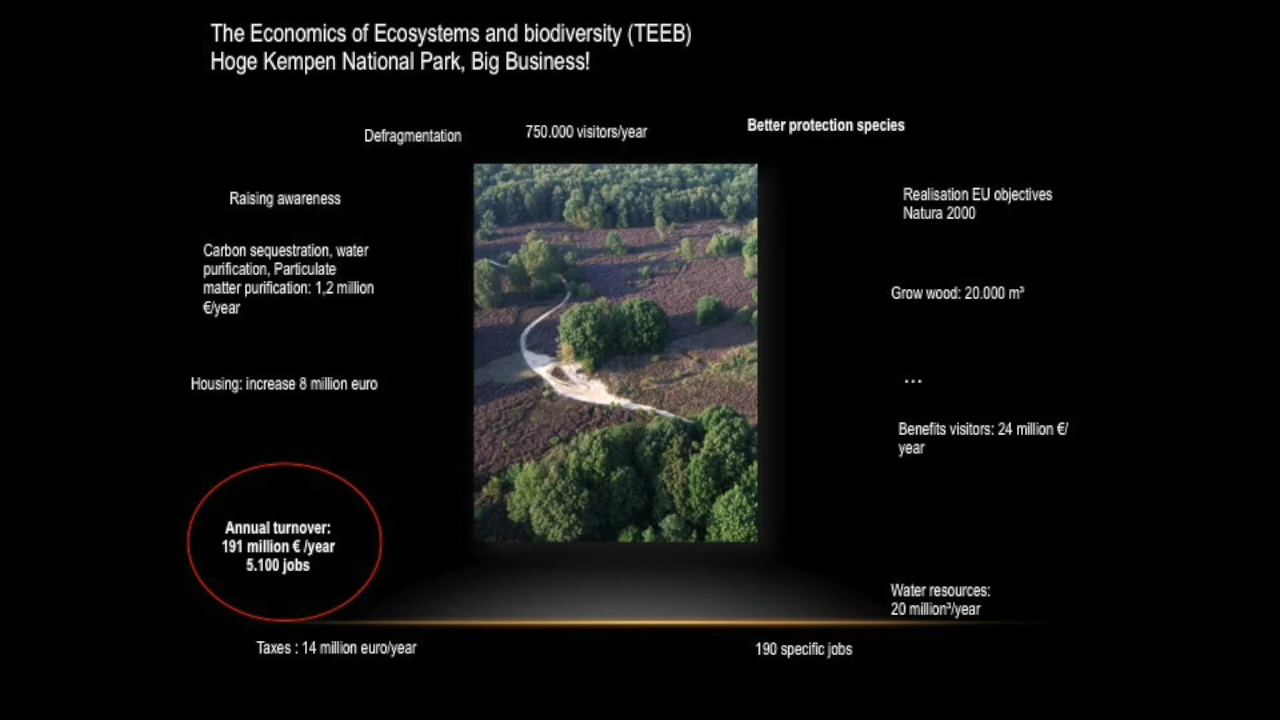 The Economics of Ecosystems and biodiversity (TEEB)
Hoge Kempen National Park, Big Business!
Defragmentation
750.000 visitors/year
Better protection species
Raising awareness
Realisation EU objectives
Natura 2000
Carbon sequestration, water
purification, Particulate
matter purification: 1,2 million
€/year
Grow wood: 20.000 m³
Housing: increase 8 million euro
...
Benefits visitors: 24 million €/
year
Annual turnover:
191 million € /year
5.100 jobs
Water resources:
20 million³/year
Taxes : 14 million euro/year
190 specific jobs